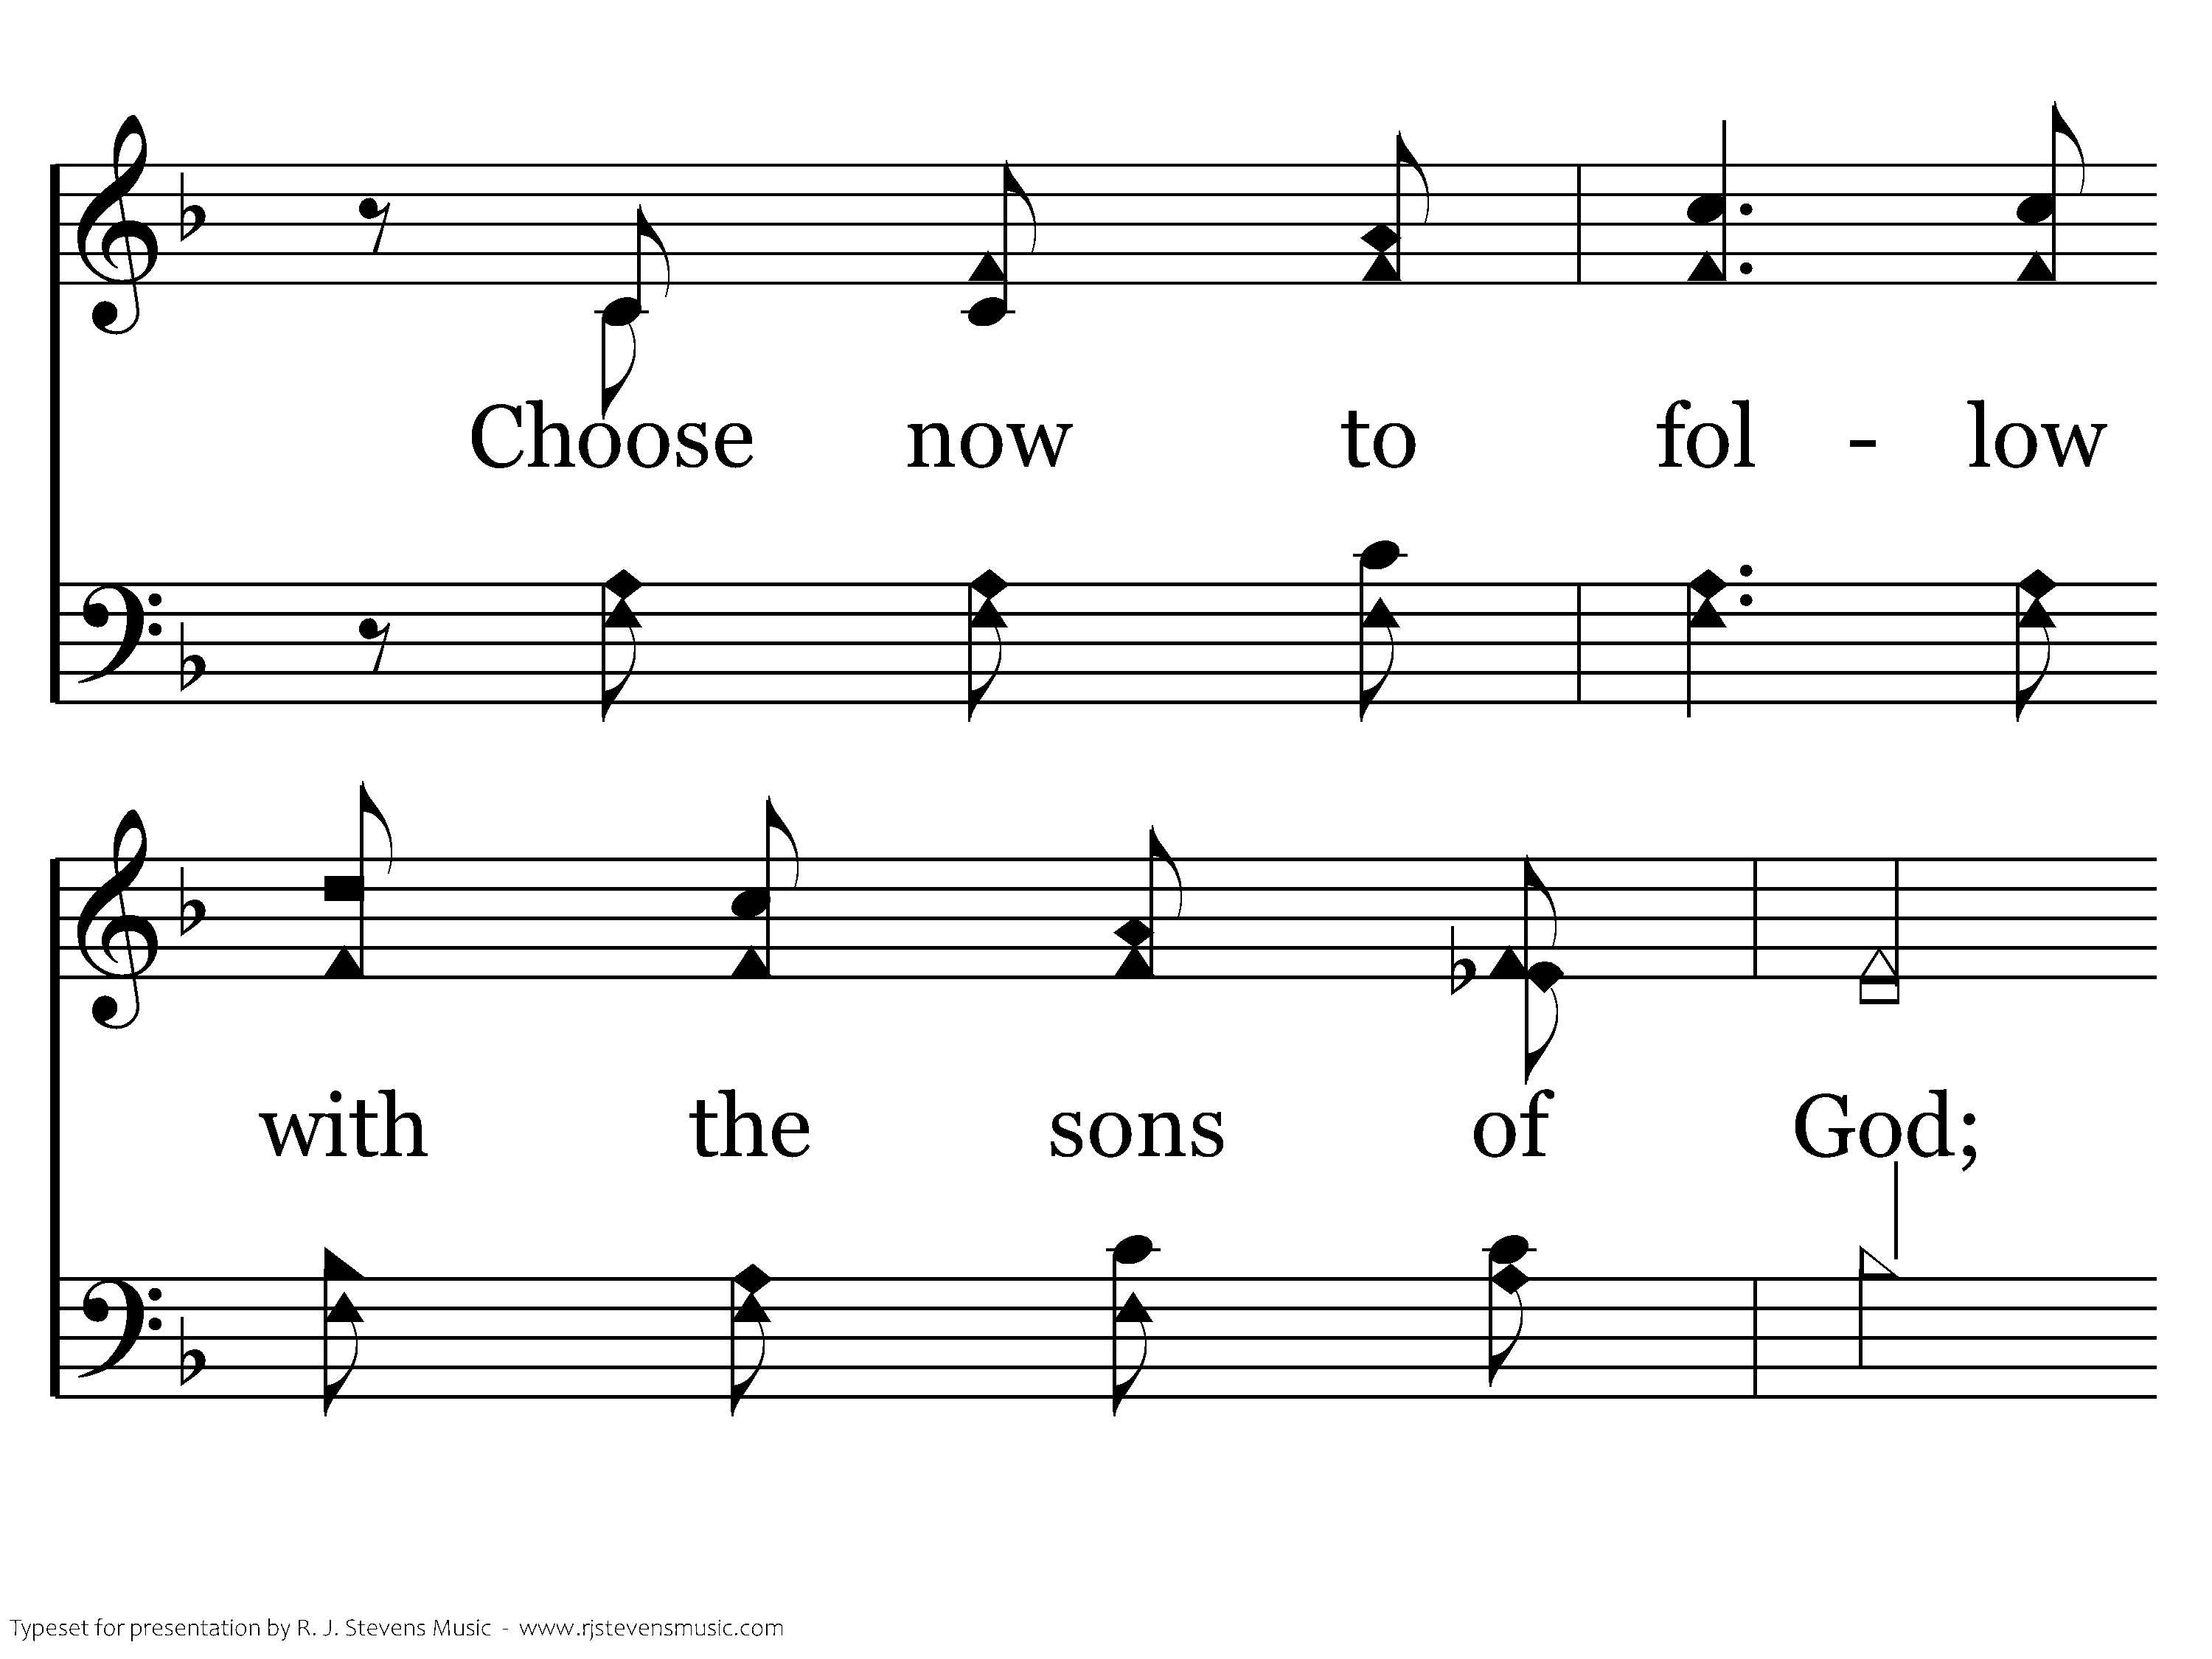 Choose now to fol - low
with the sons of God;
Typeset for presentation by R. J. Stevens Music - www.rjstevensmusic.com